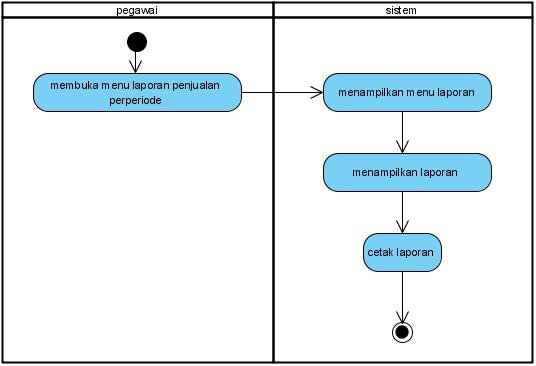 pegawai
sistem
membuka menu laporan penjualan
perperiode
menampilkan menu laporan
menampilkan laporan
cetak laporan